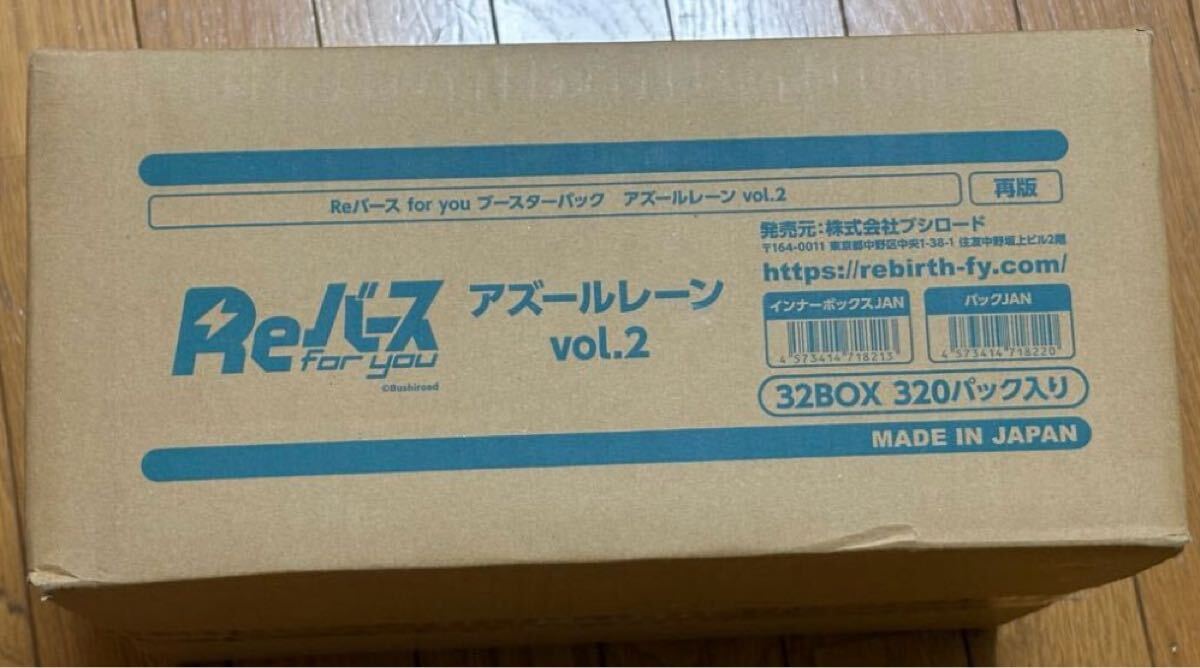 Reバース for you ブースターパック アズールレーン vol.2
再版
発売元:株式会社ブシロード
〒164-0011 東京都中野区中央1-38-1 住友中野坂上ビル2階
https://rebirth-fy.com/
Reバース
for you
©Bushiroad
アズールレーン
vol.2
インナーボックスJAN
4 573414 718213
パックJAN
4 573414 718220
32BOX 320パック入り
MADE IN JAPAN